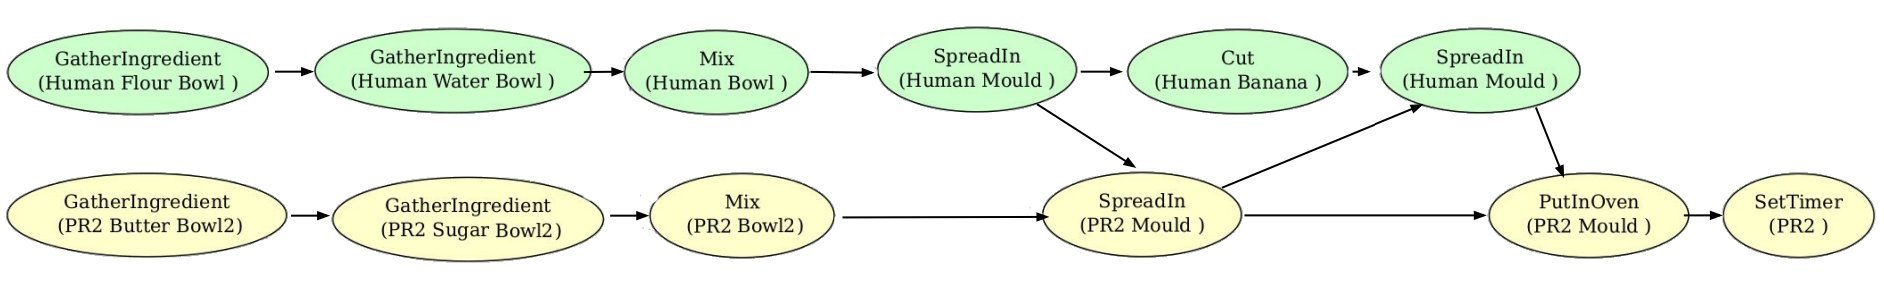 GatherIngredient
(Human Flour Bowl )
GatherIngredient
(Human Water Bowl )
Mix
(Human Bowl )
SpreadIn
(Human Mould )
Cut
(Human Banana )
SpreadIn
(Human Mould )
GatherIngredient
(PR2 Butter Bowl2)
GatherIngredient
(PR2 Sugar Bowl2)
Mix
(PR2 Bowl2)
SpreadIn
(PR2 Mould )
PutInOven
(PR2 Mould )
SetTimer
(PR2 )